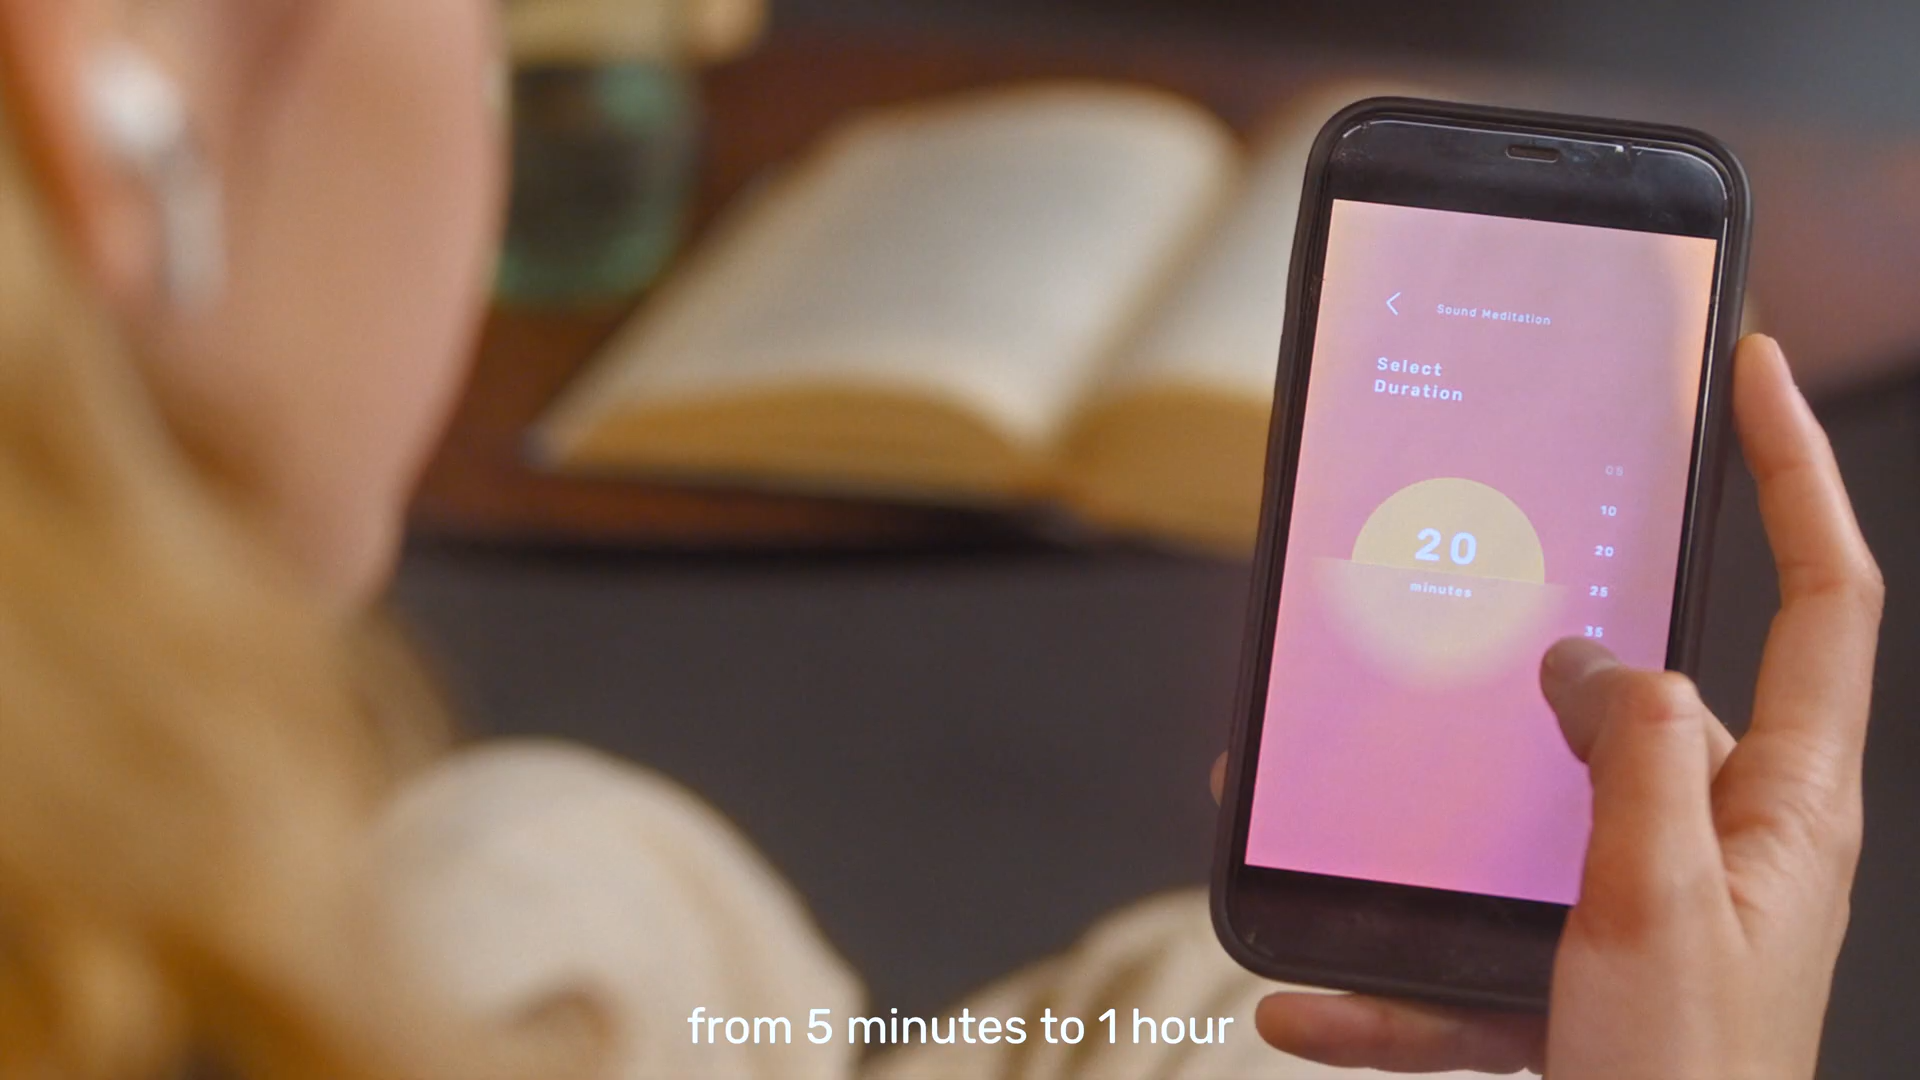 Sound Meditation
Select
Duration
05
10
20
25
35
20
minutes
from 5 minutes to 1 hour